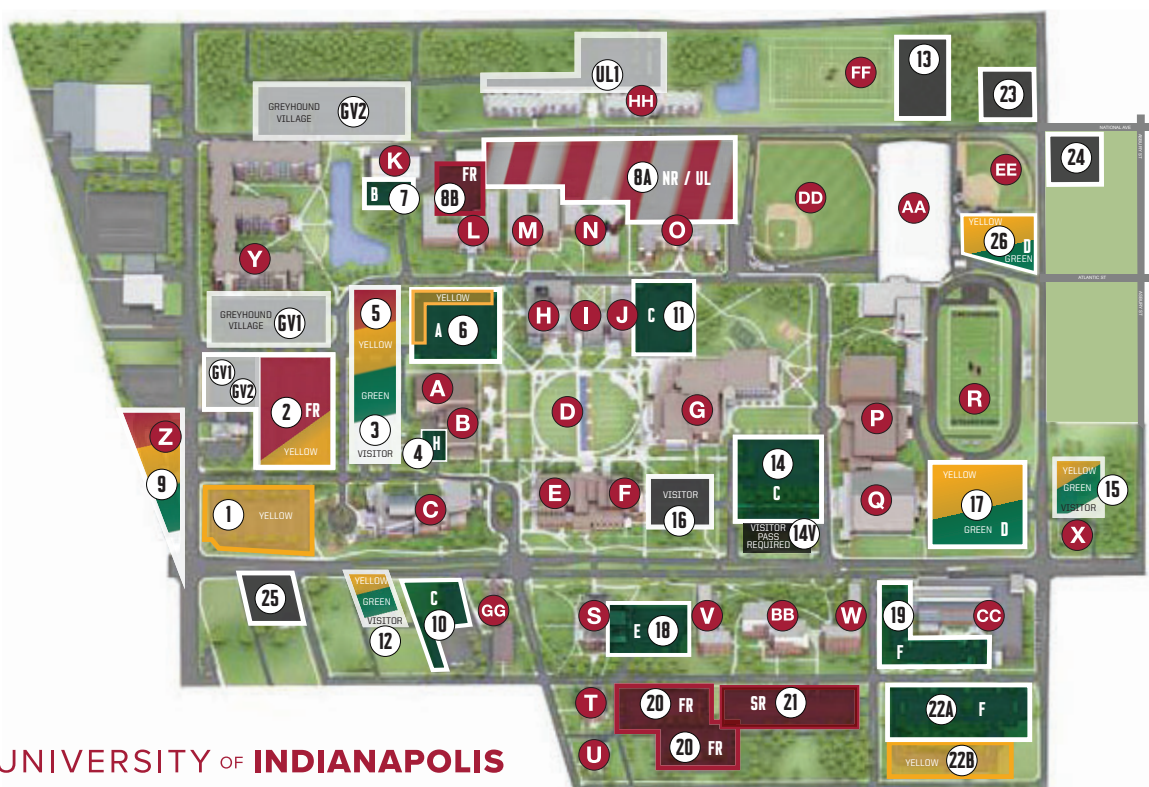 UL1
HH
FF
13
23
GREYHOUND
VILLAGE
GV2
NATIONAL AVE
24
K
B
7
FR
8B
8A NR / UL
DD
AA
EE
L
M
N
O
YELLOW
26
D
GREEN
Y
ATLANTIC ST
GREYHOUND
VILLAGE
GV1
5
YELLOW
GREEN
3
VISITOR
YELLOW
A
6
H
I
J
C
11
GV1
GV2
2 FR
YELLOW
A
B
H
4
D
G
P
R
Z
9
1
YELLOW
C
E
F
VISITOR
16
14
C
VISITOR
PASS
REQUIRED
14V
Q
YELLOW
17
GREEN D
YELLOW
GREEN
15
VISITOR
X
25
YELLOW
GREEN
VISITOR
12
C
10
GG
S
E 18
V
BB
W
19
F
CC
T
20 FR
SR 21
22A F
U
20 FR
YELLOW 22B
UNIVERSITY OF INDIANAPOLIS